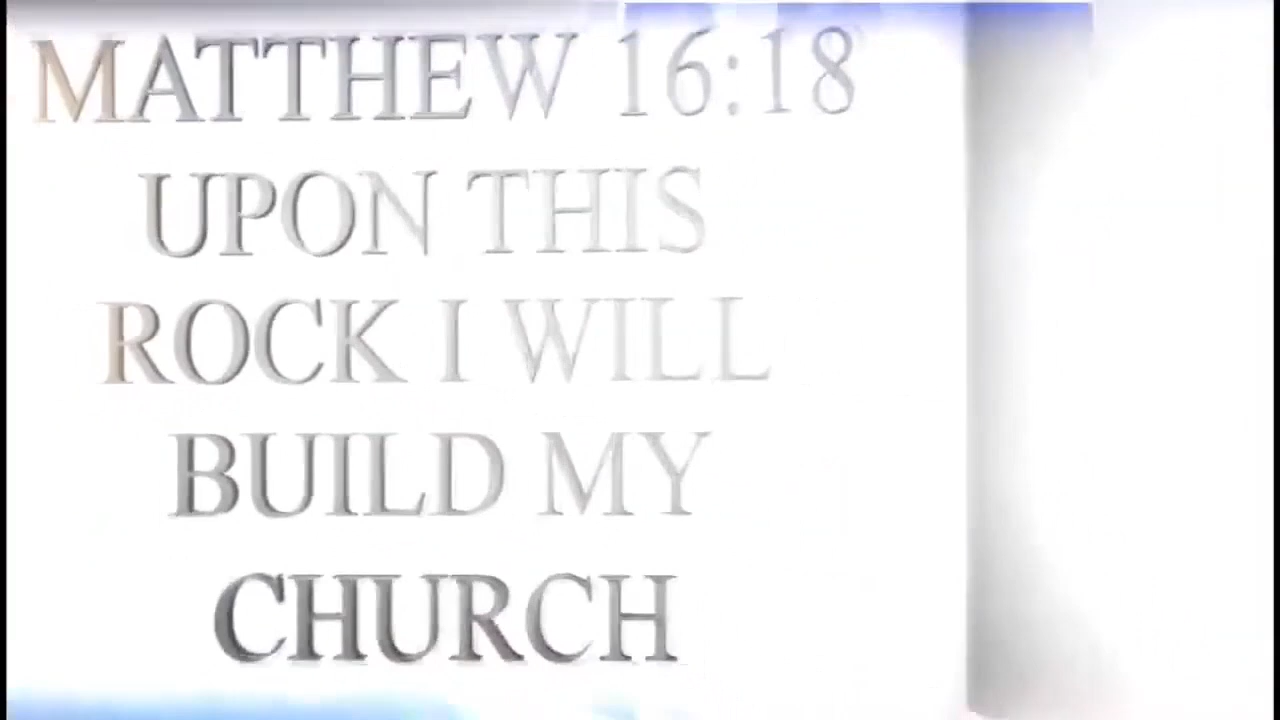 MATTHEW 16:18
UPON THIS
ROCK I WILL
BUILD MY
CHURCH